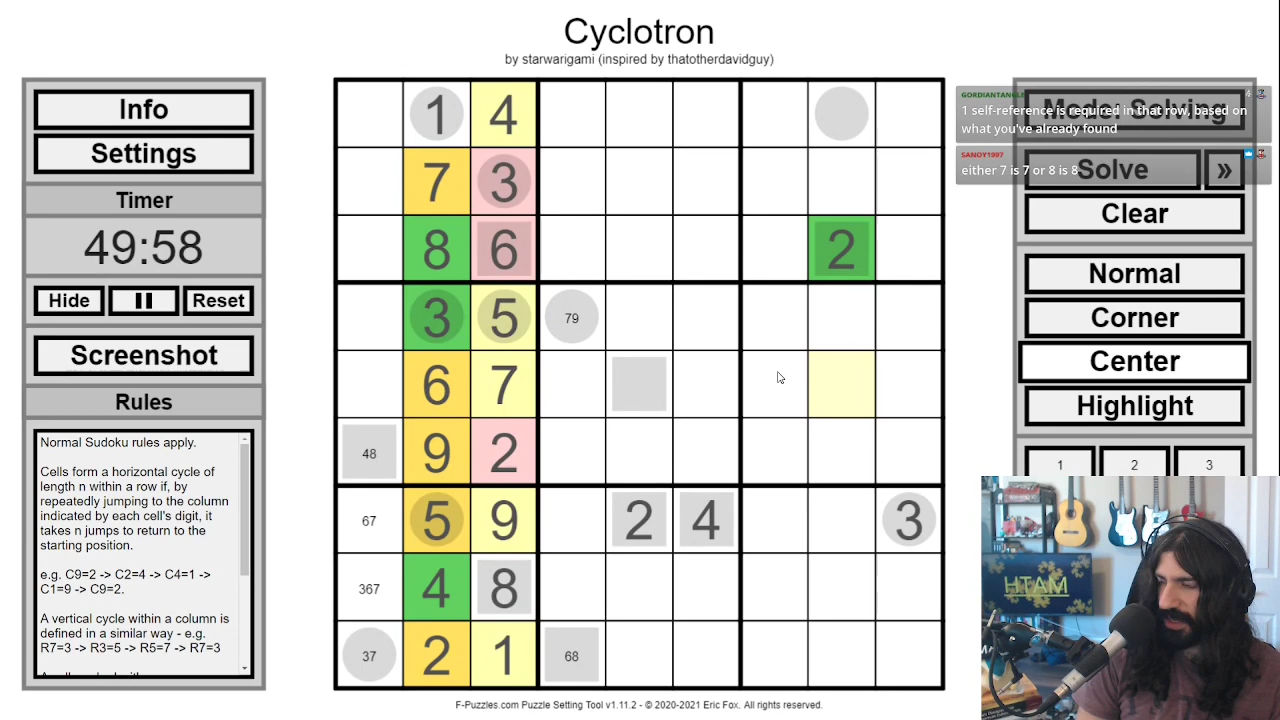 Cyclotron
by starwarigami (inspired by thatotherdavidguy)
Info
Settings
Timer
49:58
Hide
Reset
Screenshot
Rules
Normal Sudoku rules apply.
Cells form a horizontal cycle of
length n within a row if, by
repeatedly jumping to the column
indicated by each cell's digit, it
takes n jumps to return to the
starting position.
e.g. C9=2 -> C2=4 -> C4=1 ->
C1=9 -> C9=2.
A vertical cycle within a column is
defined in a similar way - e.g.
R7=3 -> R3=5 -> R5=7 -> R7=3
1 4
7 3
8 6 2
3 5 79
6 7
48 9 2
67 5 9 2 4 3
367 4 8
37 2 1 68
F-Puzzles.com Puzzle Setting Tool v1.11.2 - © 2020-2021 Eric Fox. All rights reserved.
Mode: Solving
1 self-reference is required in that row, based on
what you've already found
SANOY1997
either 7 is 7 or 8 is 8
Solve
»
Clear
Normal
Corner
Center
Highlight
1 2 3
HTAM